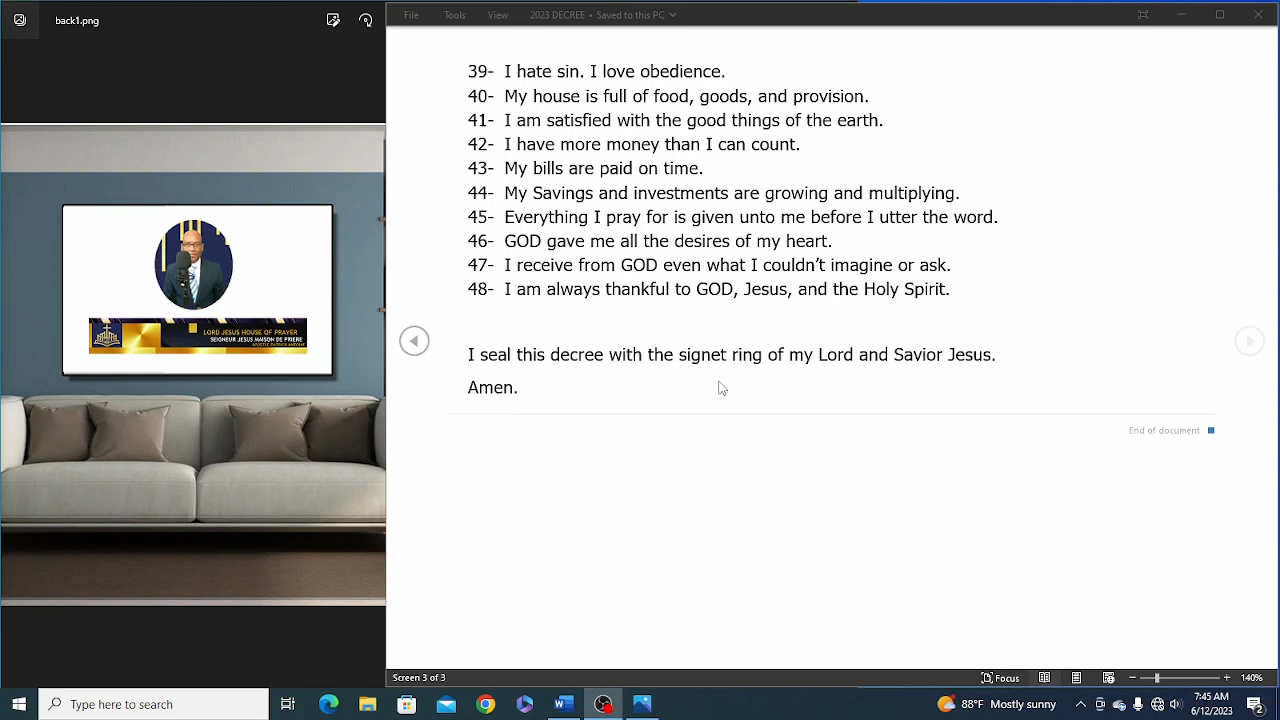 back1.png
File Tools View 2023 DECREE • Saved to this PC
39- I hate sin. I love obedience.
40- My house is full of food, goods, and provision.
41- I am satisfied with the good things of the earth.
42- I have more money than I can count.
43- My bills are paid on time.
44- My Savings and investments are growing and multiplying.
45- Everything I pray for is given unto me before I utter the word.
46- GOD gave me all the desires of my heart.
47- I receive from GOD even what I couldn't imagine or ask.
48- I am always thankful to GOD, Jesus, and the Holy Spirit.
I seal this decree with the signet ring of my Lord and Savior Jesus.
Amen.
End of document
LORD JESUS HOUSE OF PRAYER
SEIGNEUR JESUS MAISON DE PRIERE
APOSTLE PATRICK ANTOINE
Screen 3 of 3 Focus 140%
Type here to search
88°F Mostly sunny
7:45 AM
6/12/2023
2